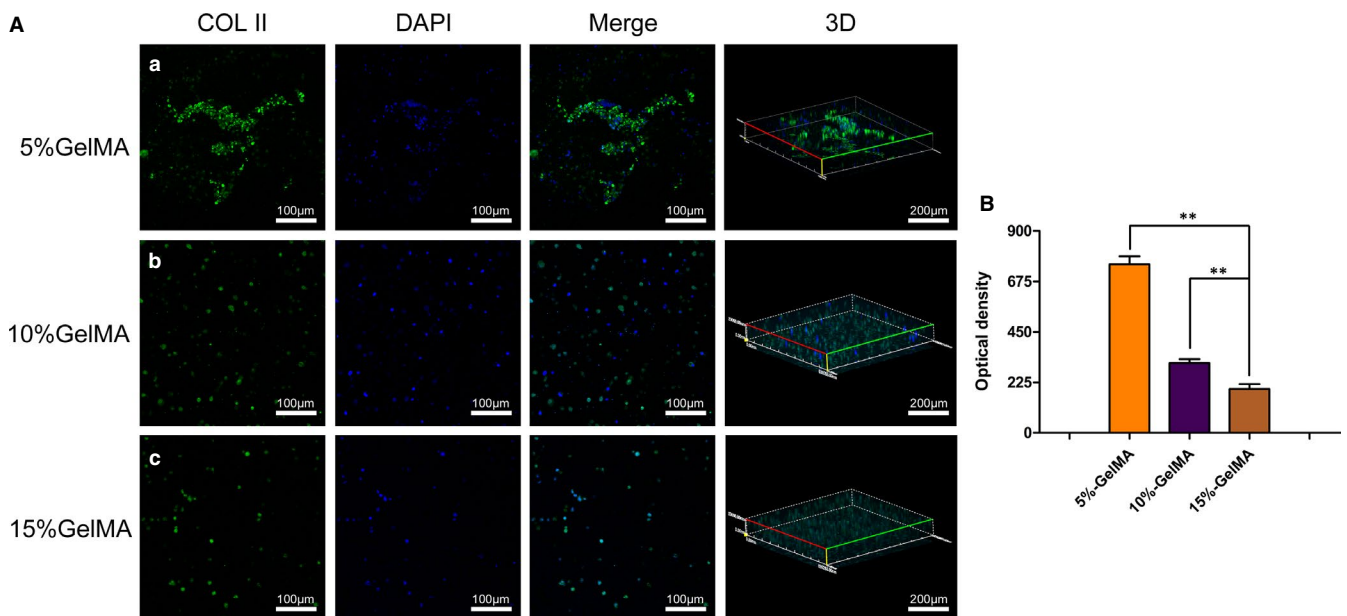 A
COL II
DAPI
Merge
3D
5%GelMA
a
100µm
100µm
100µm
200µm
10%GelMA
b
100µm
100µm
100µm
200µm
15%GelMA
c
100µm
100µm
100µm
200µm
B
Optical density
900
675
450
225
0
**
**
5%-GelMA
10%-GelMA
15%-GelMA